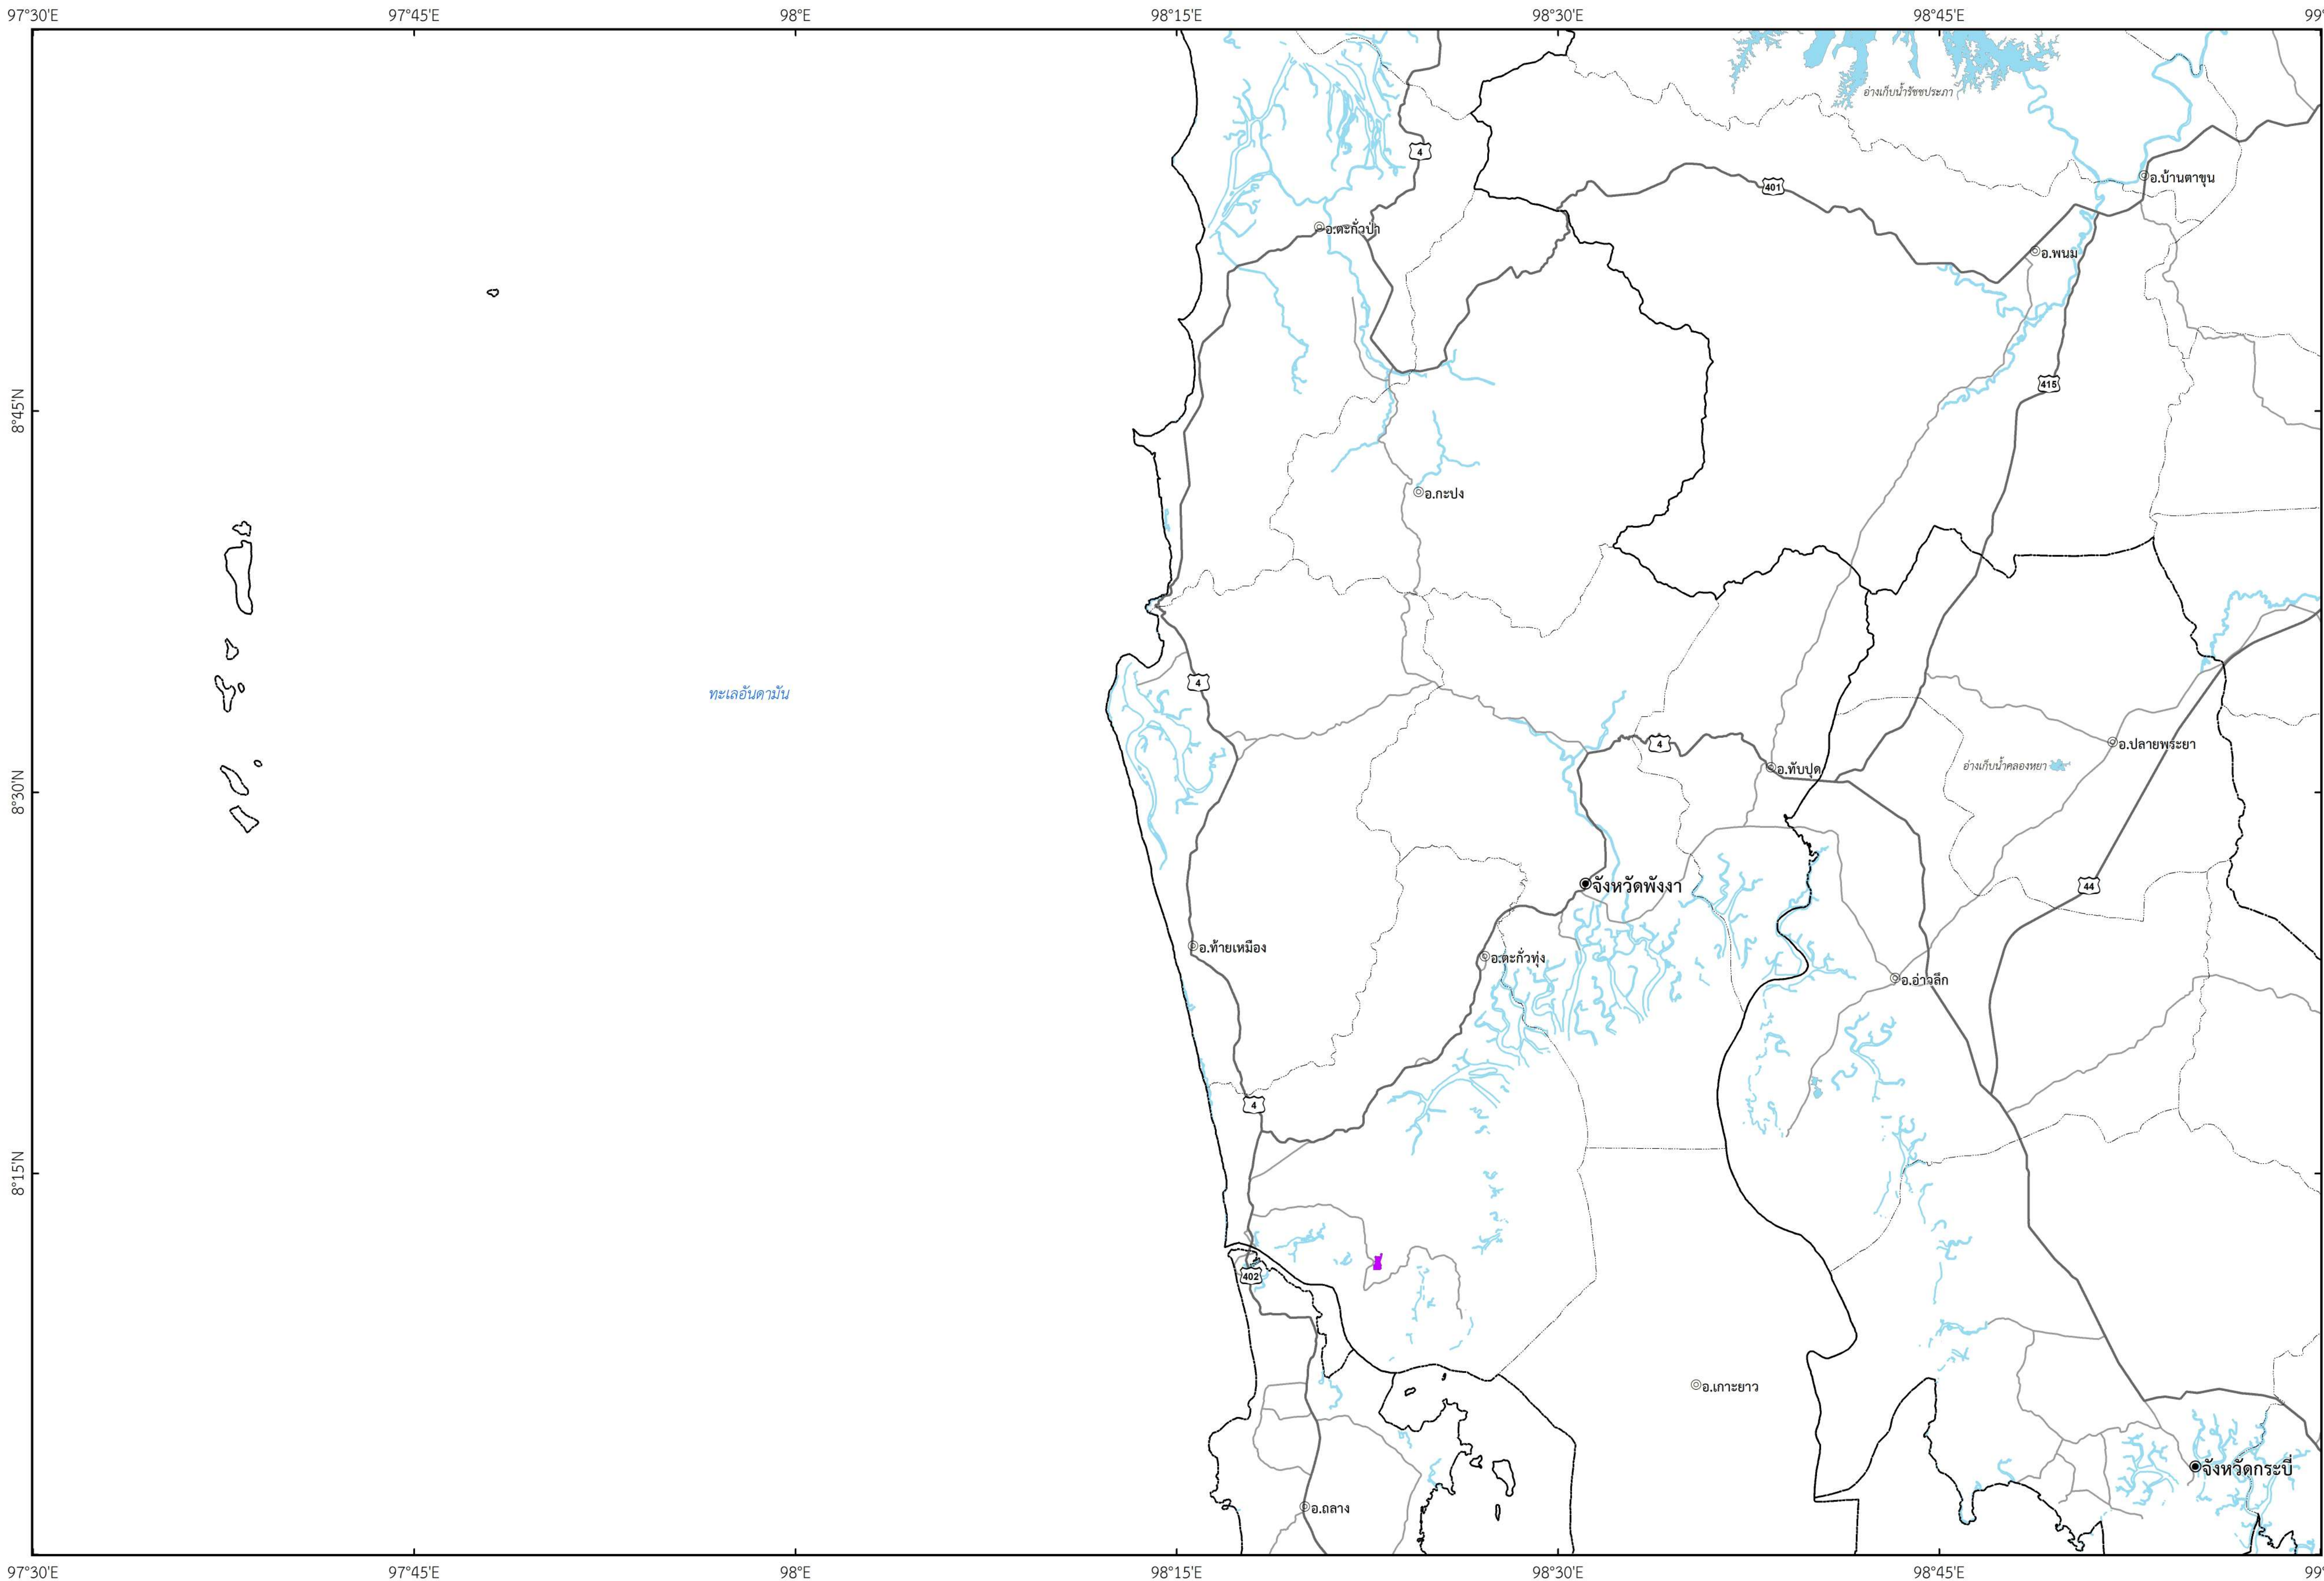 97°30'E 97°45'E 98°E 98°15'E 98°30'E 98°45'E 99°
อ่างเก็บน้ำรัชชประภา
4
อ.บ้านตาขุน
401
อ.ตะกั่วป่า
อ.พนม
415
8°45'N
อ.กะปง
4
ทะเลอันดามัน
4
อ.ปลายพระยา
อ.ทับปุด
อ่างเก็บน้ำคลองหยา
8°30'N
จังหวัดพังงา
44
อ.ท้ายเหมือง
อ.ตะกั่วทุ่ง
อ.อ่าวลึก
4
8°15'N
402
อ.เกาะยาว
จังหวัดกระบี่
อ.ถลาง
97°30'E 97°45'E 98°E 98°15'E 98°30'E 98°45'E 99°